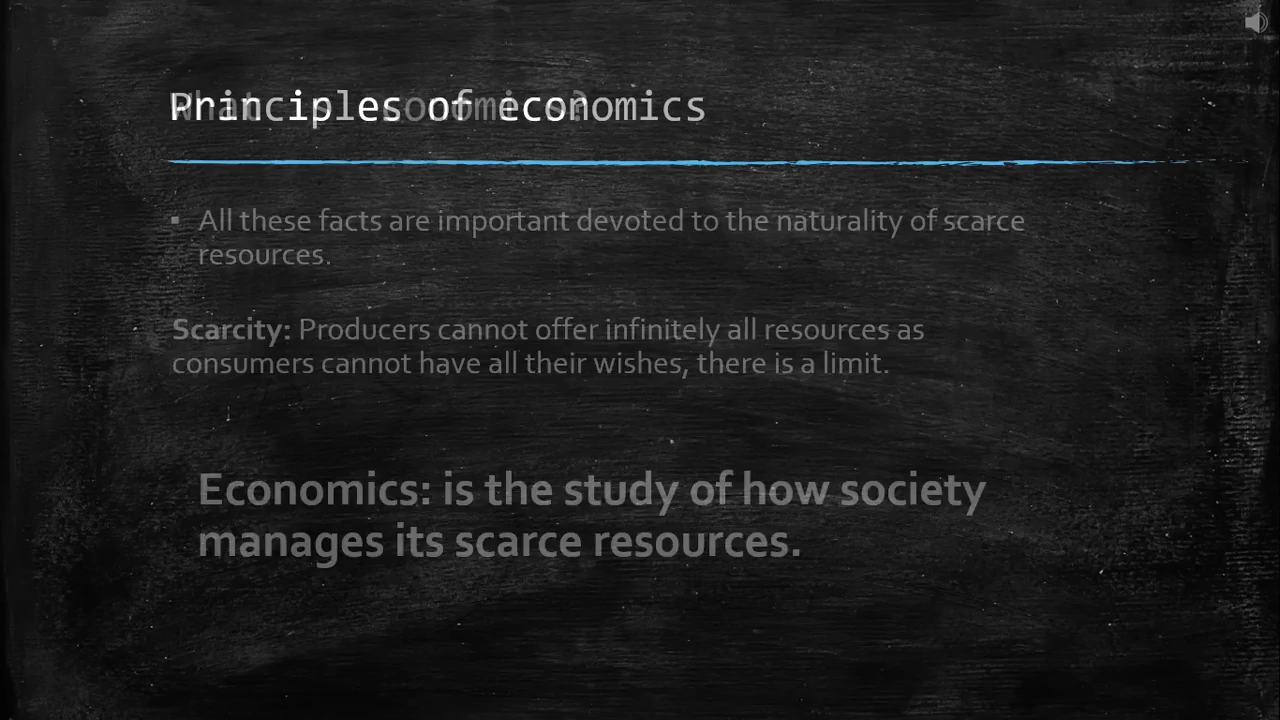 Principles of economics
▪ All these facts are important devoted to the naturality of scarce
resources.
Scarcity: Producers cannot offer infinitely all resources as
consumers cannot have all their wishes, there is a limit.
Economics: is the study of how society
manages its scarce resources.